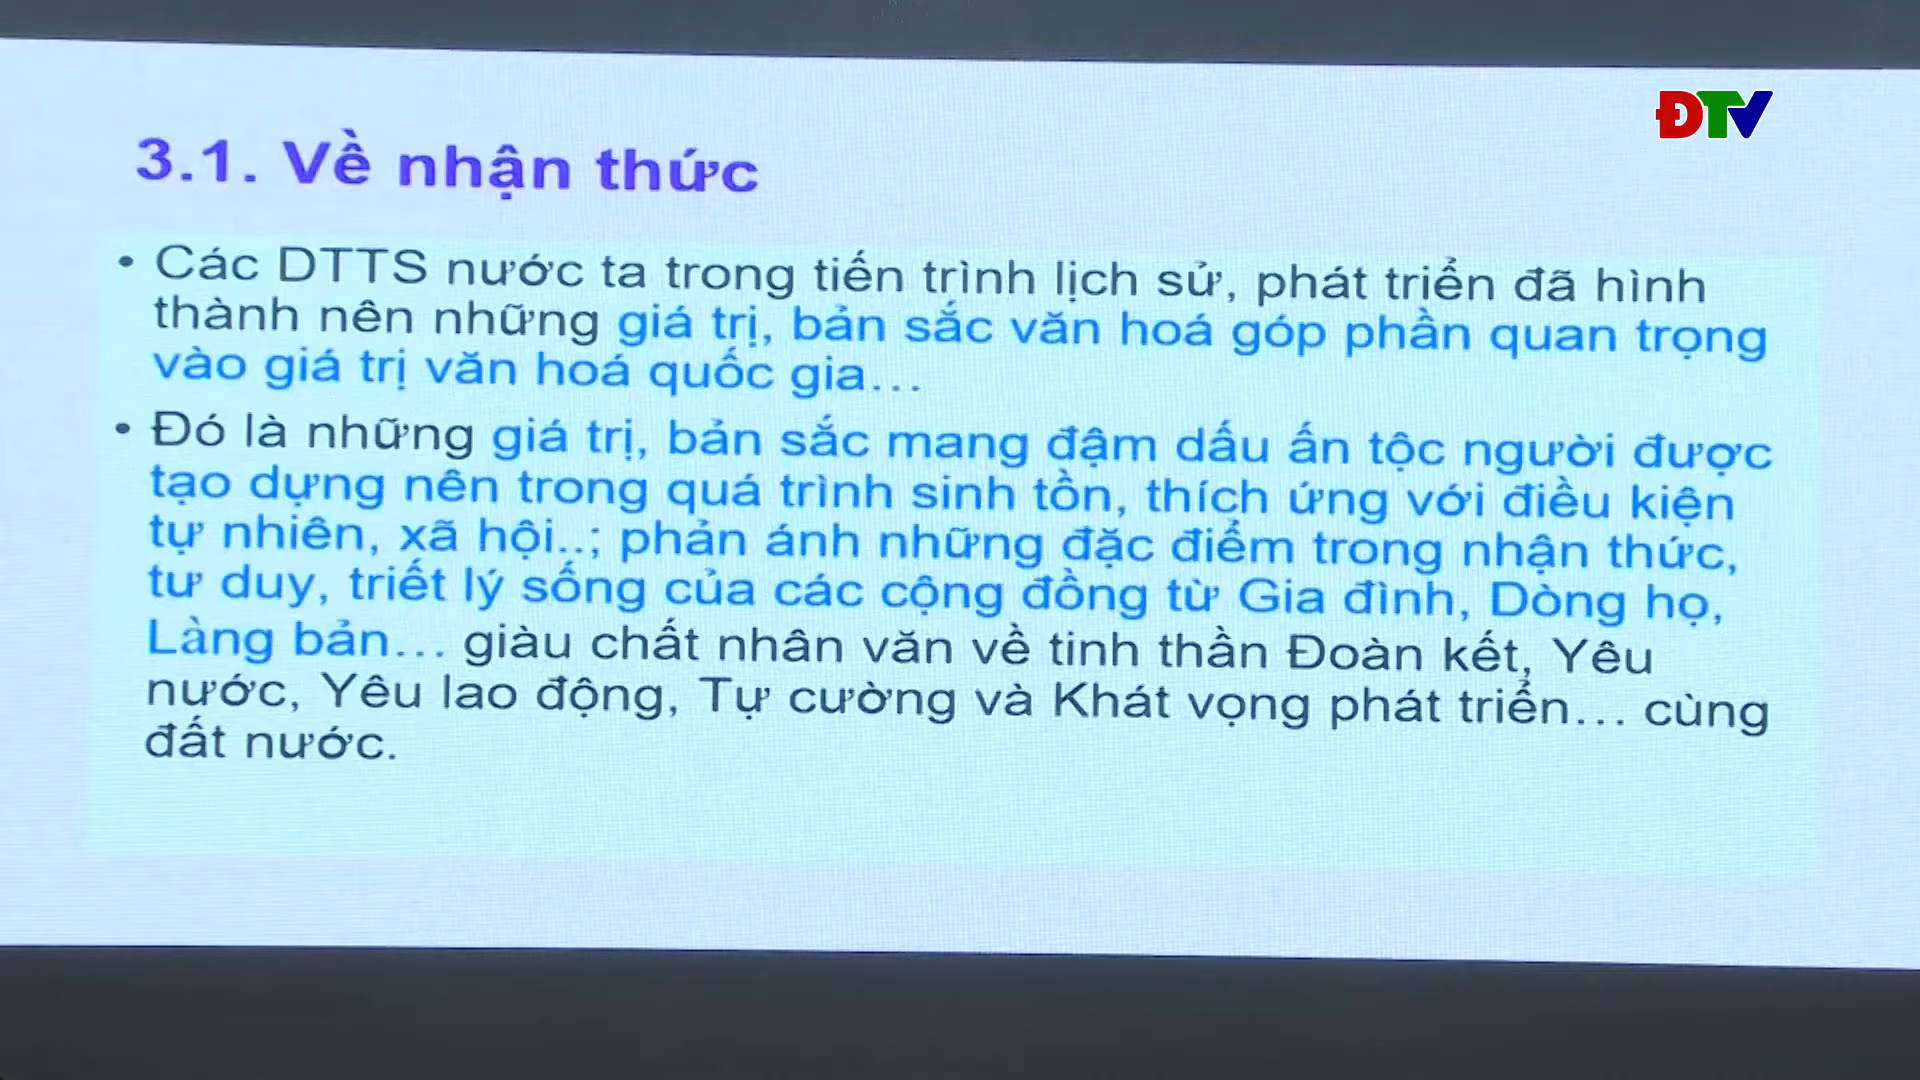 ĐTV
3.1. Về nhận thức
• Các DTTS nước ta trong tiến trình lịch sử, phát triển đã hình
thành nên những giá trị, bản sắc văn hoá góp phần quan trọng
vào giá trị văn hoá quốc gia...
• Đó là những giá trị, bản sắc mang đậm dấu ấn tộc người được
tạo dựng nên trong quá trình sinh tồn, thích ứng với điều kiện
tự nhiên, xã hội..; phản ánh những đặc điểm trong nhận thức,
tư duy, triết lý sống của các cộng đồng từ Gia đình, Dòng họ,
Làng bản... giàu chất nhân văn về tinh thần Đoàn kết, Yêu
nước, Yêu lao động, Tự cường và Khát vọng phát triển... cùng
đất nước.